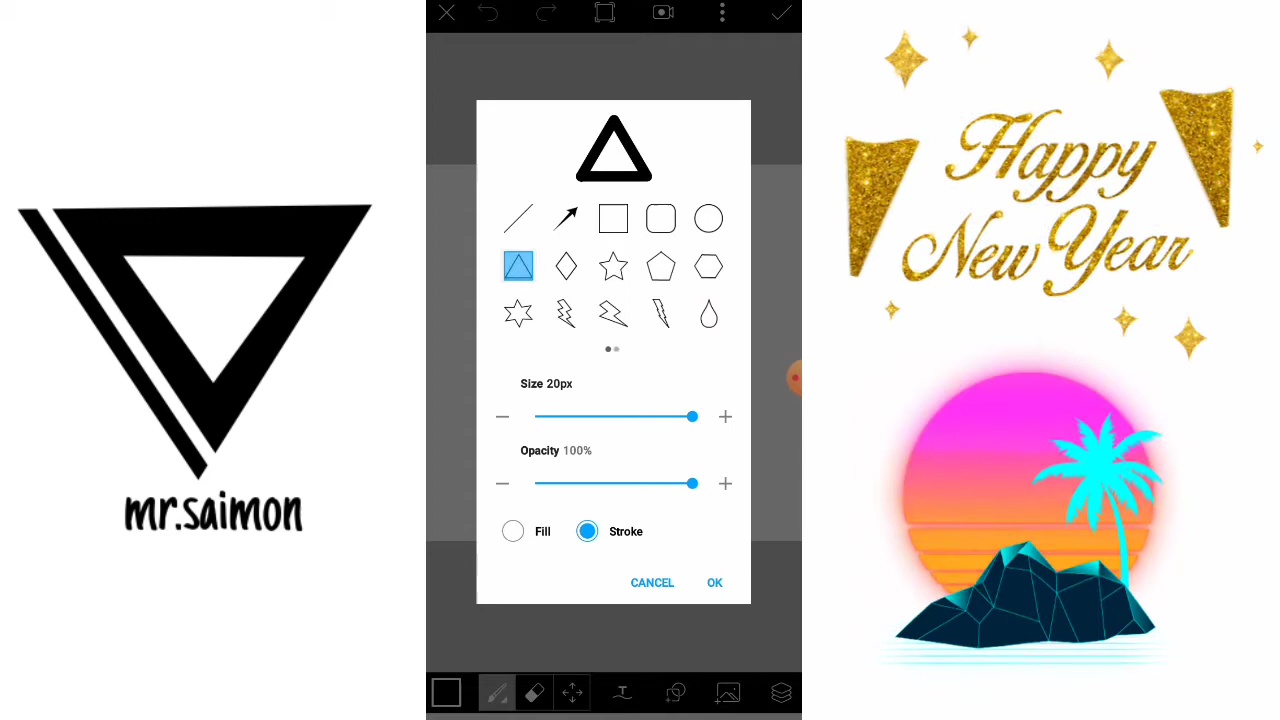 mr.saimon
Size 20px
Opacity 100%
Fill
Stroke
CANCEL
OK
Happy
New Year